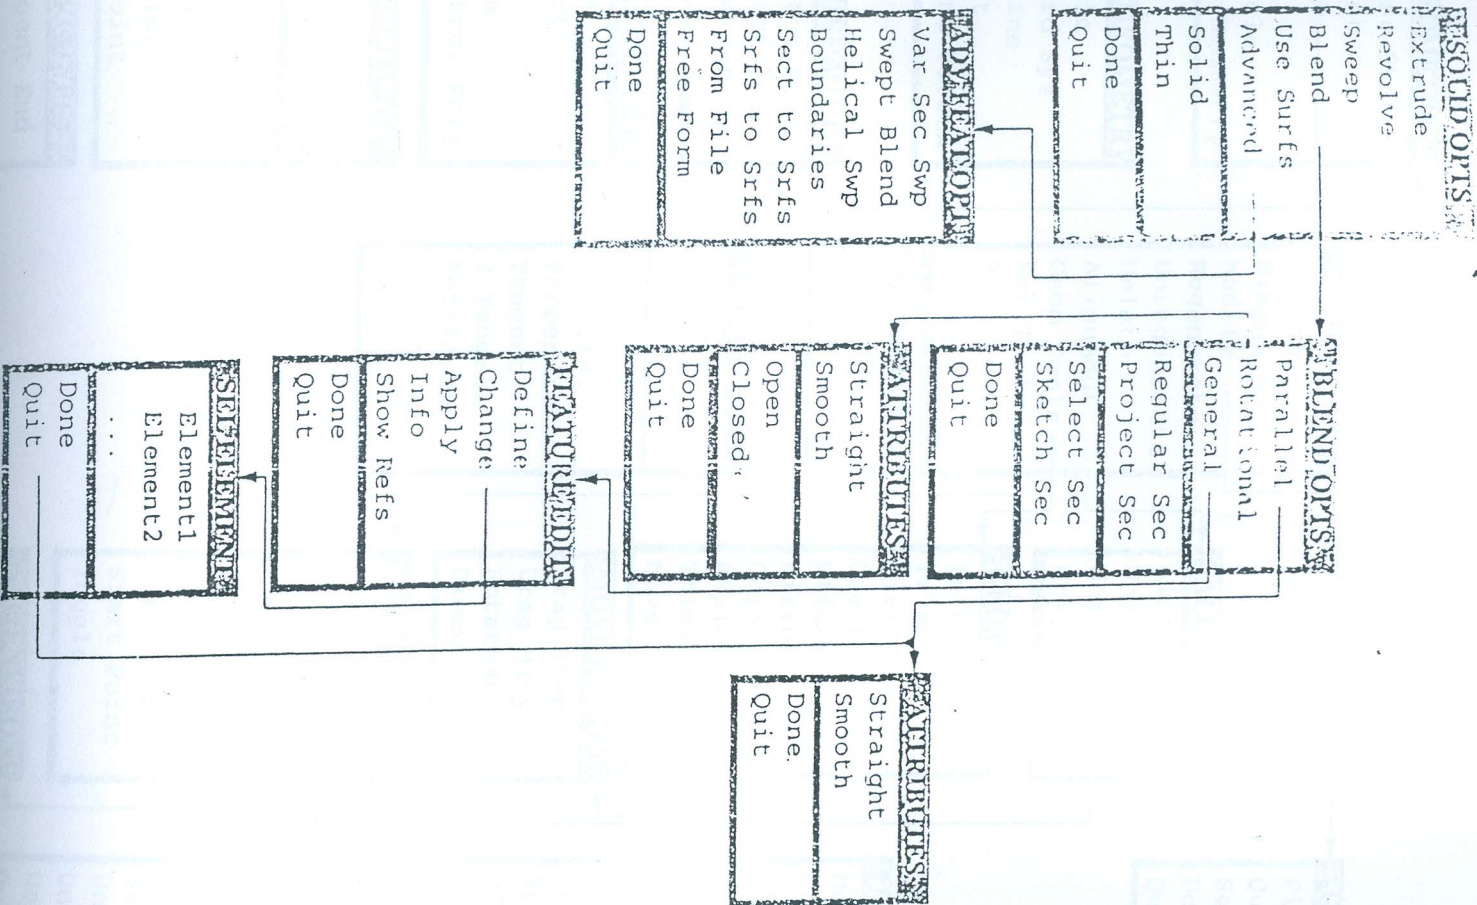 SOLID OPTS
Extrude
Revolve
Sweep
Blend
Use Surfs
Advanced
Solid
Thin
Done
Quit
ADV FEAT OPT
Var Sec Swp
Swept Blend
Helical Swp
Boundaries
Sect to Srfs
Srfs to Srfs
From File
Free Form
Done
Quit
BLEND OPTS
Parallel
Rotational
General
Regular Sec
Project Sec
Select Sec
Sketch Sec
Done
Quit
ATTRIBUTES
Straight
Smooth
Open
Closed
Done
Quit
FEATURE EDIT
Define
Change
Apply
Info
Show Refs
Done
Quit
SEL ELEMENT
Element1
Element2
...
Done
Quit
ATTRIBUTES
Straight
Smooth
Done
Quit